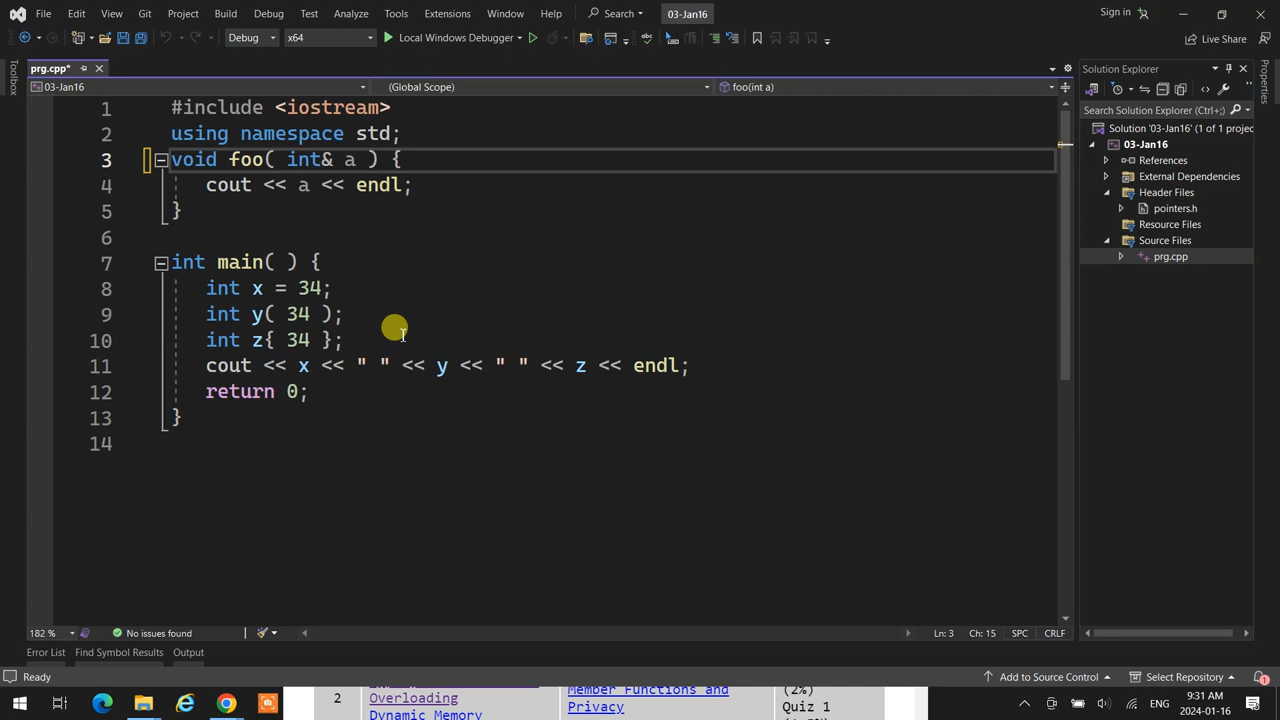 File Edit View Git Project Build Debug Test Analyze Tools Extensions Window Help Search 03-Jan16 Sign in
Debug x64 Local Windows Debugger Live Share
Toolbox
prg.cpp*
03-Jan16 (Global Scope) foo(int a)
1 #include <iostream>
2 using namespace std;
3 void foo( int& a ) {
4 cout << a << endl;
5 }
6
7 int main( ) {
8 int x = 34;
9 int y( 34 );
10 int z{ 34 };
11 cout << x << " " << y << " " << z << endl;
12 return 0;
13 }
14
182 % No issues found Ln: 3 Ch: 15 SPC CRLF
Error List Find Symbol Results Output
Solution Explorer
Search Solution Explorer (Ctrl+;)
Solution '03-Jan16' (1 of 1 projec
03-Jan16
References
External Dependencies
Header Files
pointers.h
Resource Files
Source Files
prg.cpp
Properties
Ready Add to Source Control Select Repository 1
2 Overloading
Dynamic Memory
Member Functions and
Privacy
(2%)
Quiz 1
ENG 9:31 AM
2024-01-16